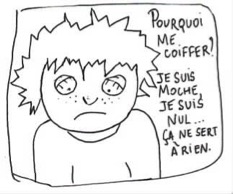 POURQUOI
ME
COIFFER?
JE SUIS
MOCHE,
JE SUIS
NUL...
ÇA NE SERT
À RIEN.